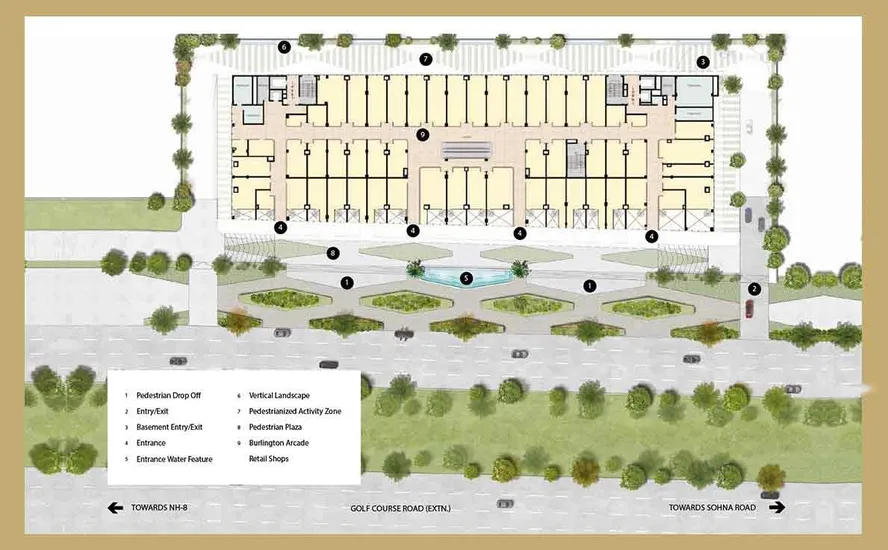 6
7
3
9
4
4
4
4
8
5
1
1
2
1 Pedestrian Drop Off
2 Entry/Exit
3 Basement Entry/Exit
4 Entrance
5 Entrance Water Feature
6 Vertical Landscape
7 Pedestrianized Activity Zone
8 Pedestrian Plaza
9 Burlington Arcade
Retail Shops
TOWARDS NH-8
GOLF COURSE ROAD (EXTN.)
TOWARDS SOHNA ROAD